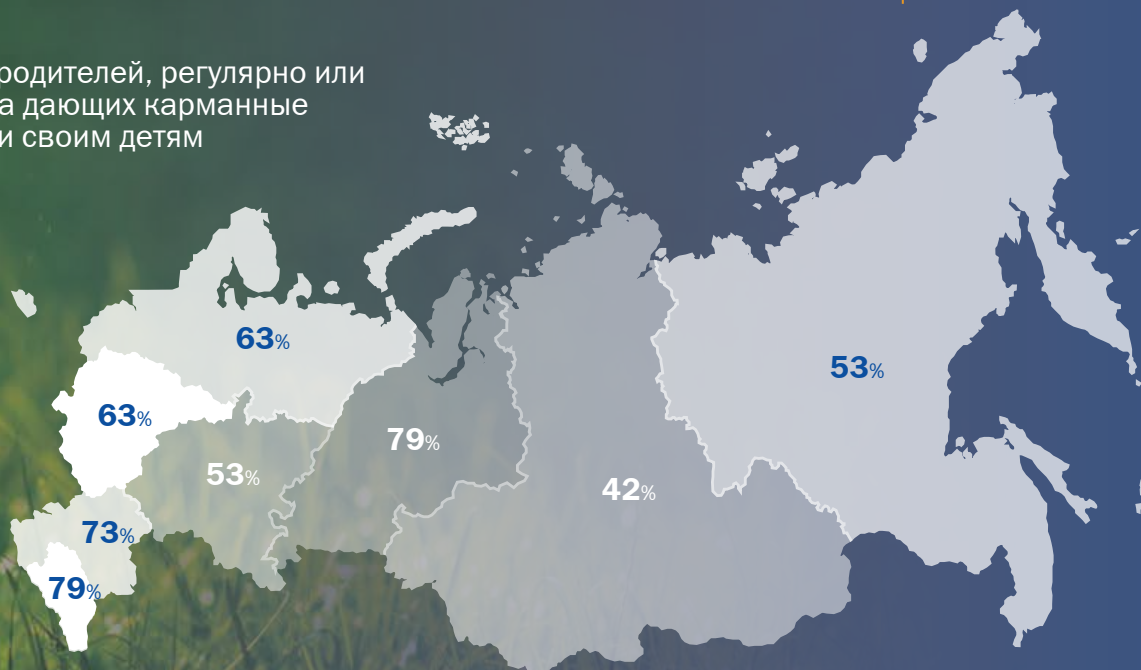 родителей, регулярно или
а дающих карманные
и своим детям
63%
53%
63%
79%
53%
42%
73%
79%